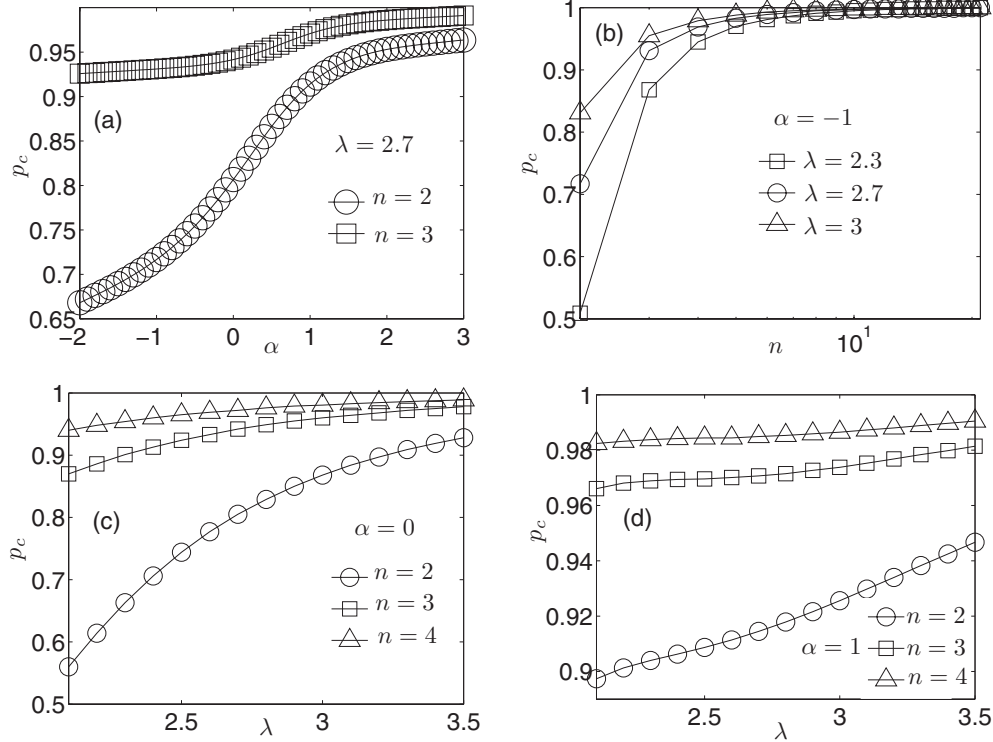 0.95
0.9
0.85
0.8
0.75
0.7
0.65
p_c
(a)
λ = 2.7
n = 2
n = 3
−2 −1 0 1 2 3
α
1
0.9
0.8
0.7
0.6
0.5
p_c
(b)
α = −1
λ = 2.3
λ = 2.7
λ = 3
10^1
n
1
0.9
0.8
0.7
0.6
0.5
p_c
(c)
α = 0
n = 2
n = 3
n = 4
2.5 3 3.5
λ
1
0.98
0.96
0.94
0.92
0.9
p_c
(d)
α = 1
n = 2
n = 3
n = 4
2.5 3 3.5
λ